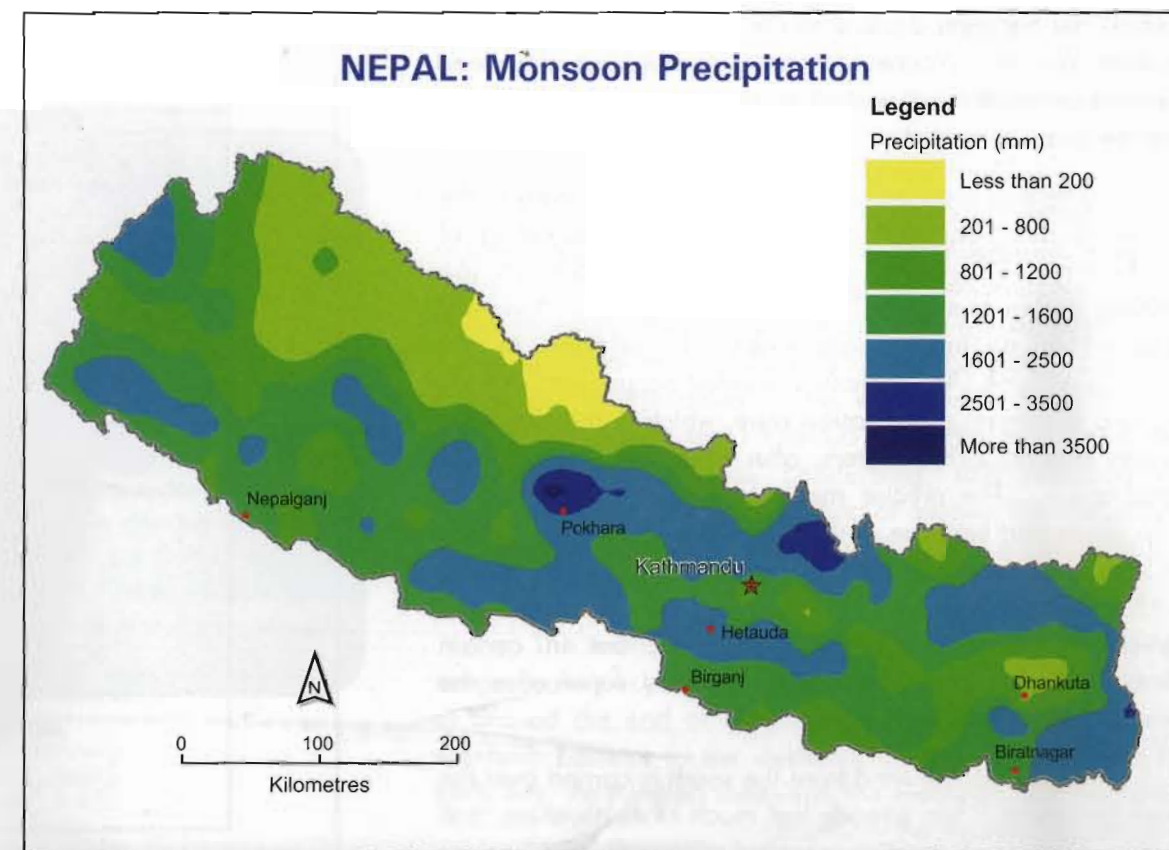 NEPAL: Monsoon Precipitation
Legend
Precipitation (mm)
Less than 200
201 - 800
801 - 1200
1201 - 1600
1601 - 2500
2501 - 3500
More than 3500
Nepalganj
Pokhara
Kathmandu
Hetauda
Birganj
Dhankuta
Biratnagar
N
0 100 200
Kilometres